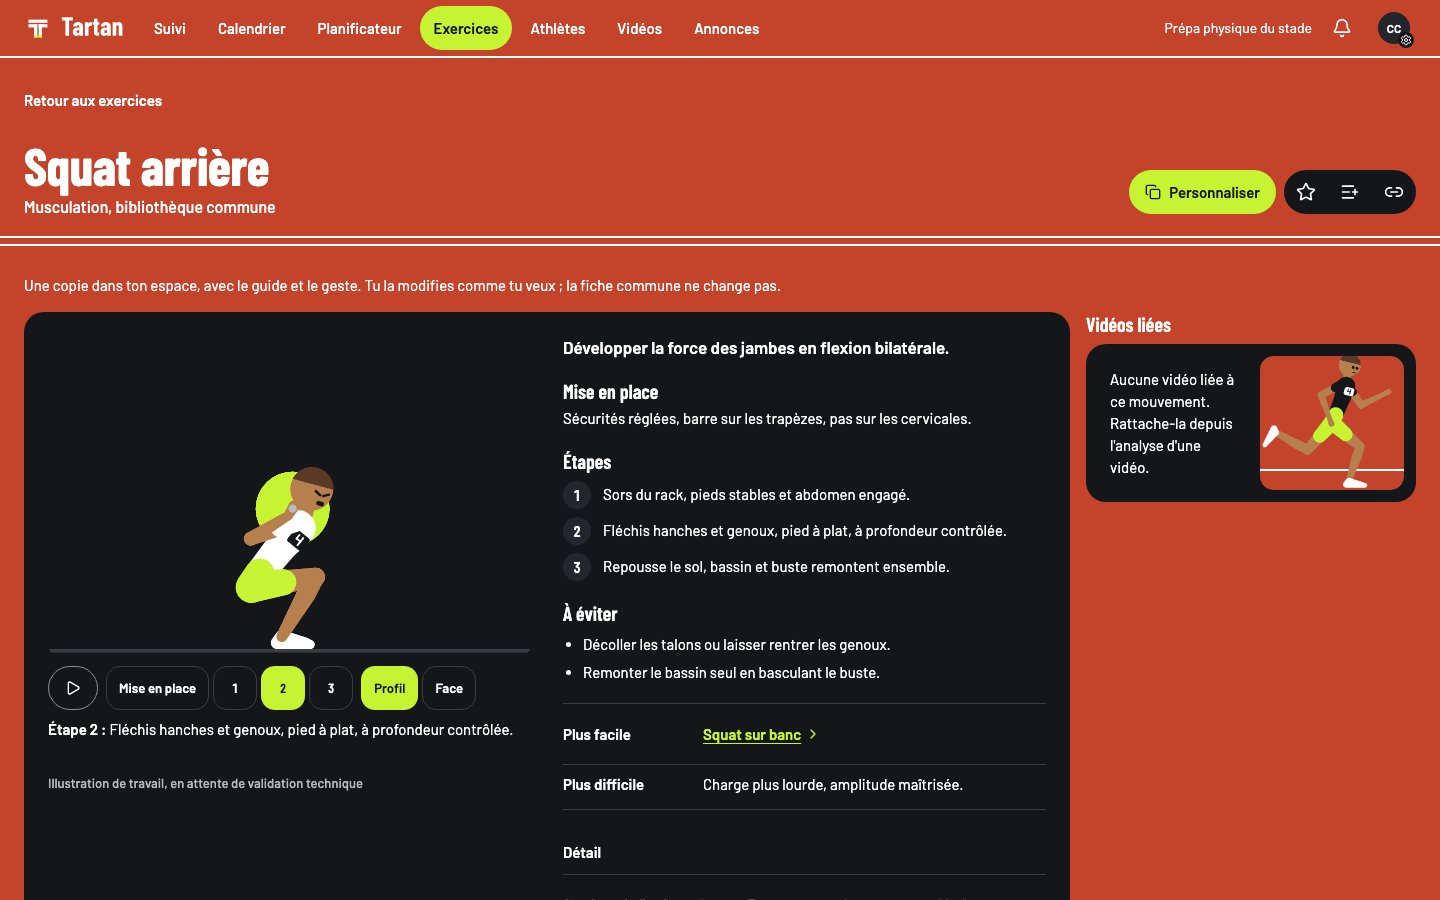 Tartan
Suivi
Calendrier
Planificateur
Exercices
Athlètes
Vidéos
Annonces
Prépa physique du stade
CC
Retour aux exercices
Squat arrière
Musculation, bibliothèque commune
Personnaliser
Une copie dans ton espace, avec le guide et le geste. Tu la modifies comme tu veux ; la fiche commune ne change pas.
4
Mise en place
1
2
3
Profil
Face
Étape 2 : Fléchis hanches et genoux, pied à plat, à profondeur contrôlée.
Illustration de travail, en attente de validation technique
Développer la force des jambes en flexion bilatérale.
Mise en place
Sécurités réglées, barre sur les trapèzes, pas sur les cervicales.
Étapes
1 Sors du rack, pieds stables et abdomen engagé.
2 Fléchis hanches et genoux, pied à plat, à profondeur contrôlée.
3 Repousse le sol, bassin et buste remontent ensemble.
À éviter
• Décoller les talons ou laisser rentrer les genoux.
• Remonter le bassin seul en basculant le buste.
Plus facile
Squat sur banc
Plus difficile
Charge plus lourde, amplitude maîtrisée.
Détail
Vidéos liées
Aucune vidéo liée à
ce mouvement.
Rattache-la depuis
l'analyse d'une
vidéo.
4